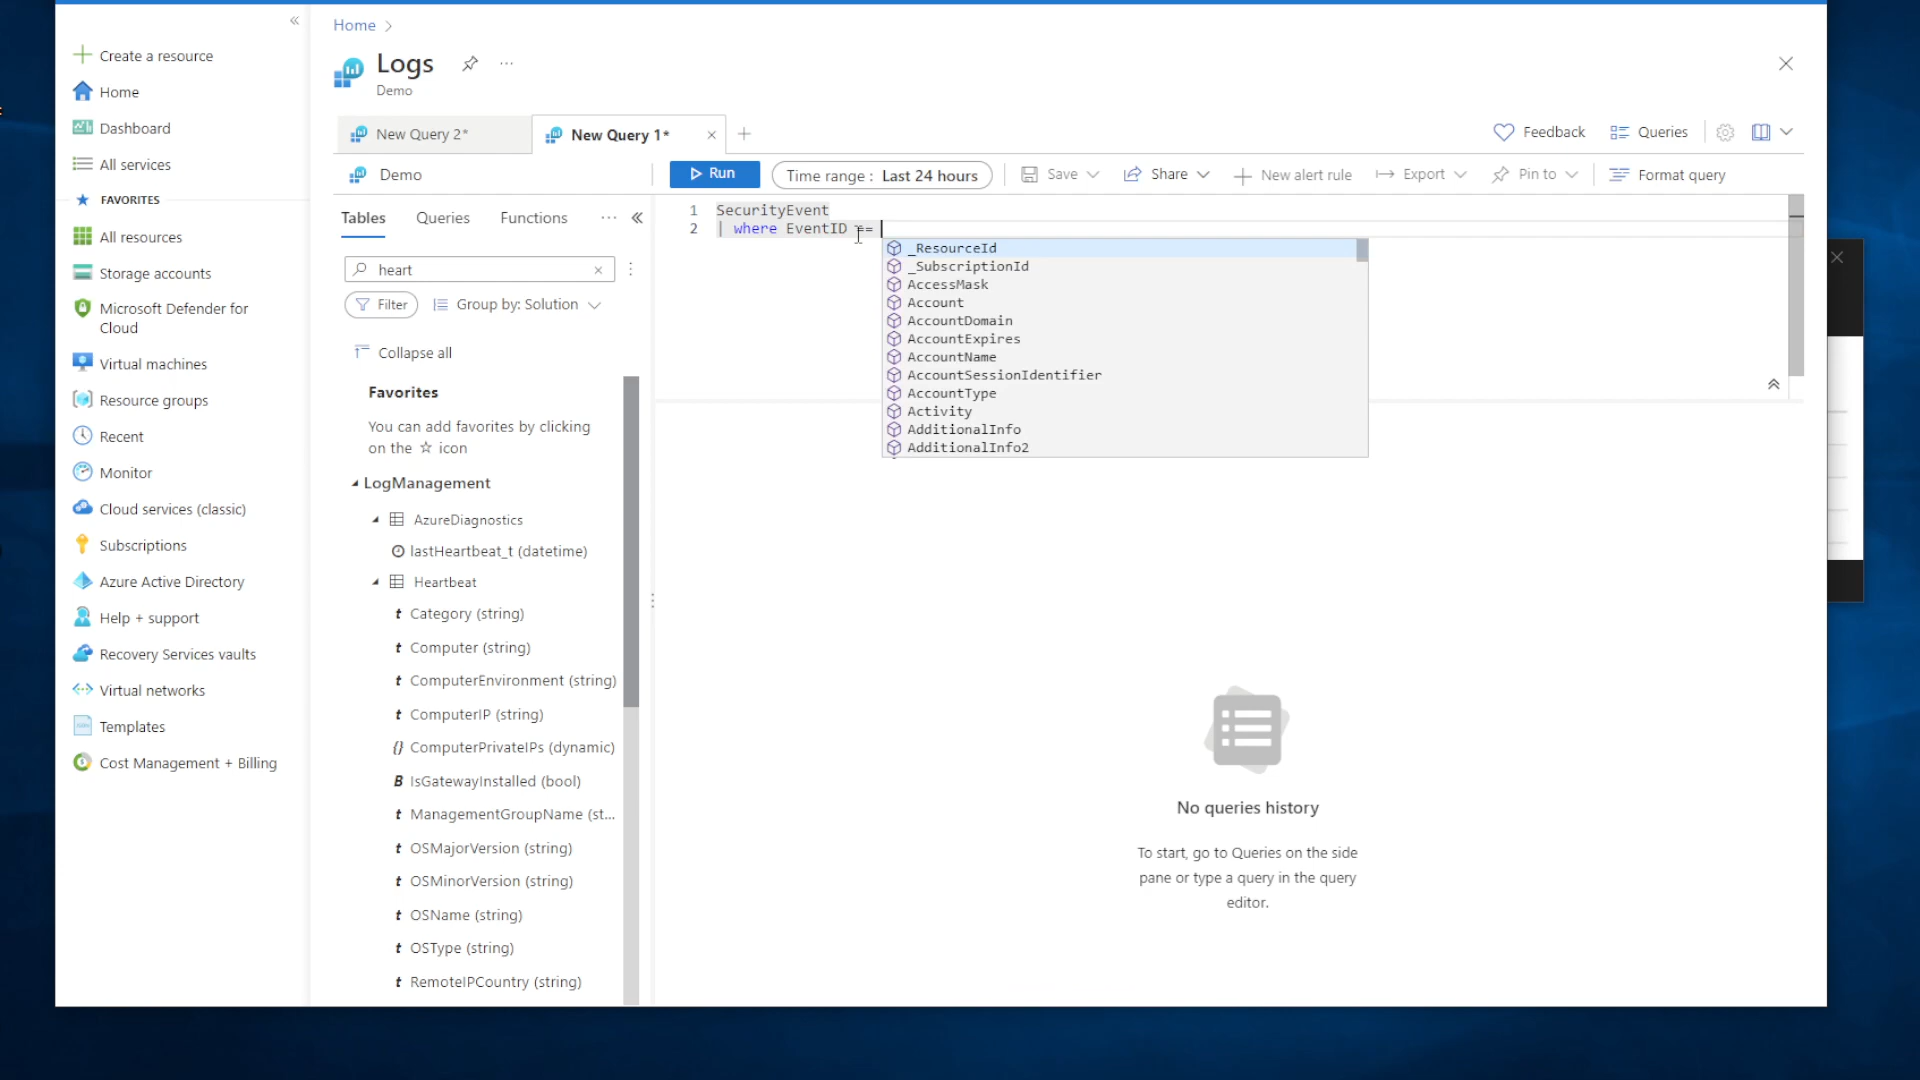 «
Create a resource
Home
Dashboard
All services
FAVORITES
All resources
Storage accounts
Microsoft Defender for
Cloud
Virtual machines
Resource groups
Recent
Monitor
Cloud services (classic)
Subscriptions
Azure Active Directory
Help + support
Recovery Services vaults
Virtual networks
Templates
Cost Management + Billing
Home >
Logs
...
Demo
New Query 2*
New Query 1*
Feedback
Queries
Demo
Run
Time range : Last 24 hours
Save
Share
New alert rule
Export
Pin to
Format query
Tables
Queries
Functions
...
«
heart
Filter
Group by: Solution
Collapse all
Favorites
You can add favorites by clicking
on the ☆ icon
LogManagement
AzureDiagnostics
lastHeartbeat_t (datetime)
Heartbeat
t Category (string)
t Computer (string)
t ComputerEnvironment (string)
t ComputerIP (string)
{} ComputerPrivateIPs (dynamic)
B IsGatewayInstalled (bool)
t ManagementGroupName (st...
t OSMajorVersion (string)
t OSMinorVersion (string)
t OSName (string)
t OSType (string)
t RemoteIPCountry (string)
1 SecurityEvent
2 | where EventID ==
_ResourceId
_SubscriptionId
AccessMask
Account
AccountDomain
AccountExpires
AccountName
AccountSessionIdentifier
AccountType
Activity
AdditionalInfo
AdditionalInfo2
No queries history
To start, go to Queries on the side
pane or type a query in the query
editor.